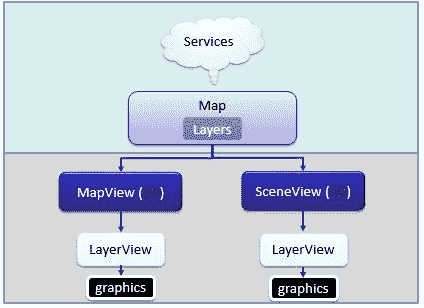 Services
Map
Layers
MapView ( )
SceneView ( )
LayerView
LayerView
graphics
graphics